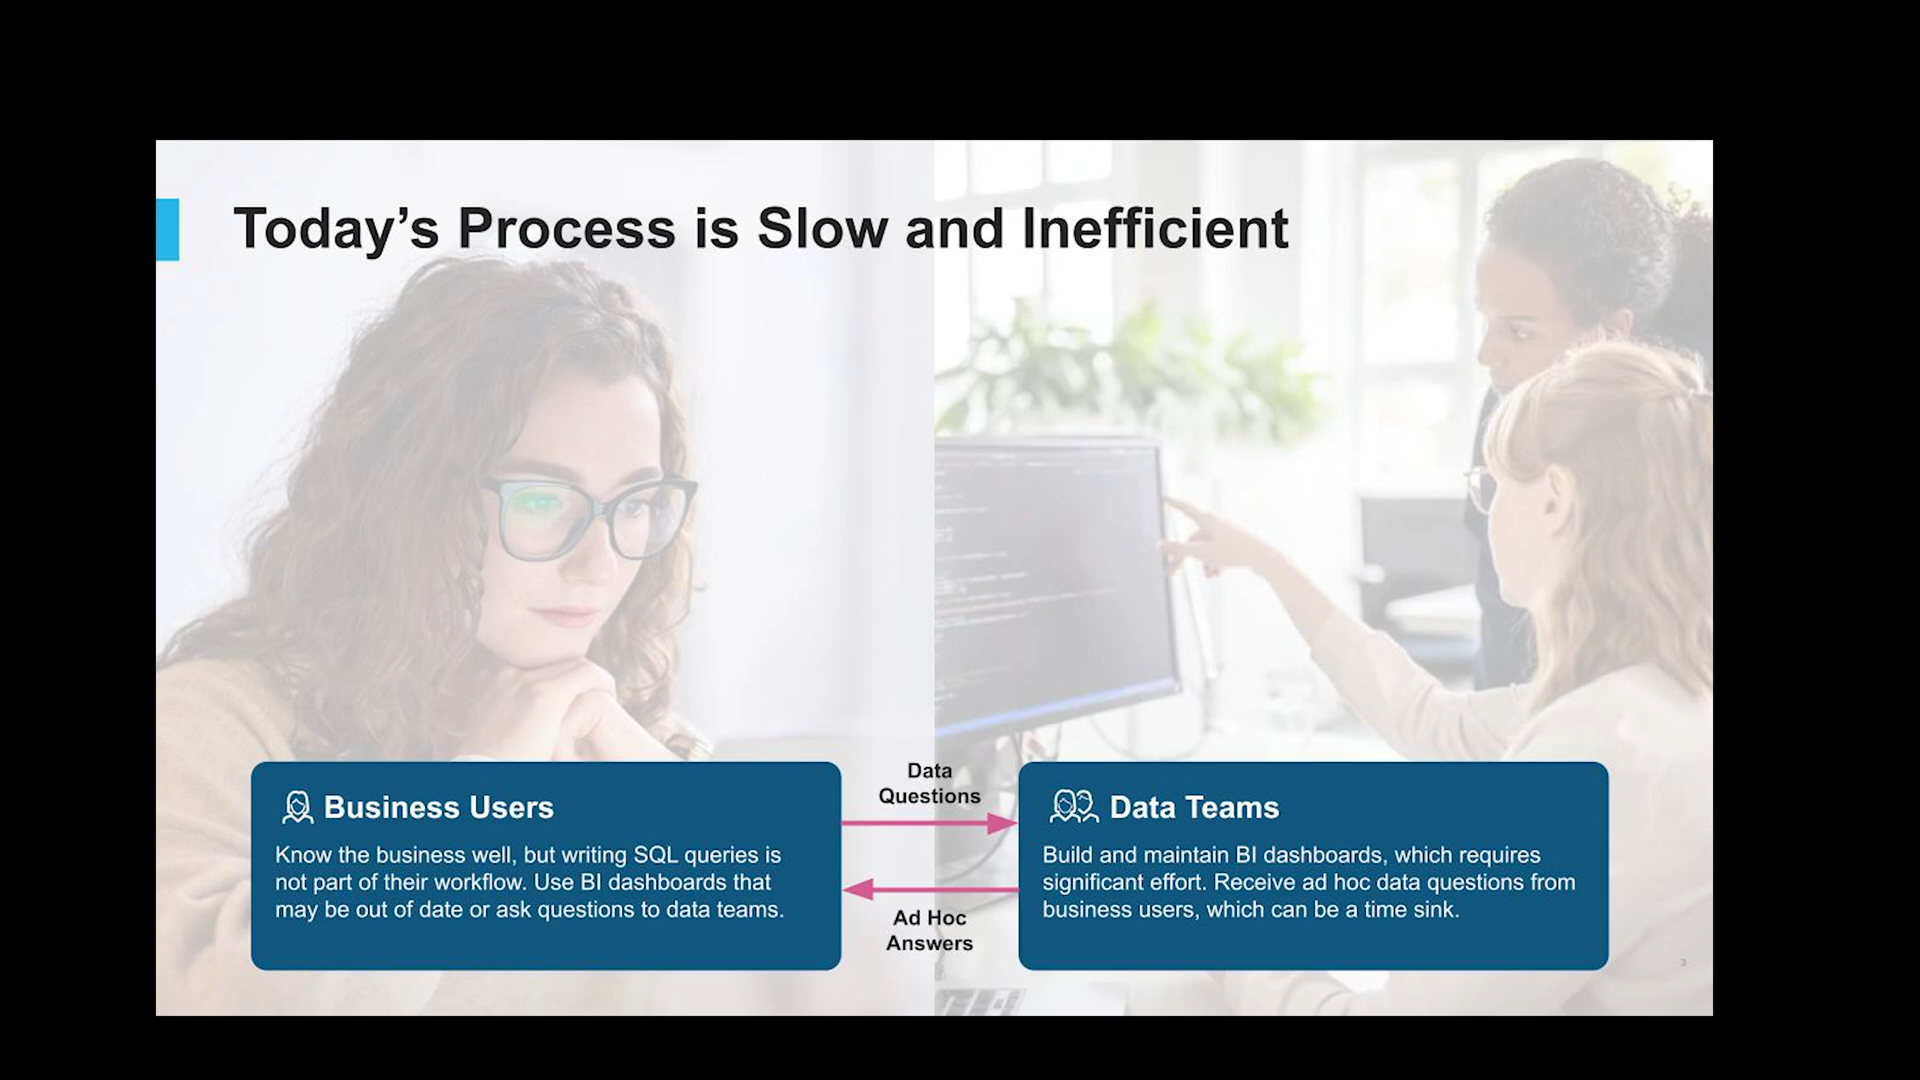 Today’s Process is Slow and Inefficient
Business Users
Know the business well, but writing SQL queries is
not part of their workflow. Use BI dashboards that
may be out of date or ask questions to data teams.
Data
Questions
Ad Hoc
Answers
Data Teams
Build and maintain BI dashboards, which requires
significant effort. Receive ad hoc data questions from
business users, which can be a time sink.
3